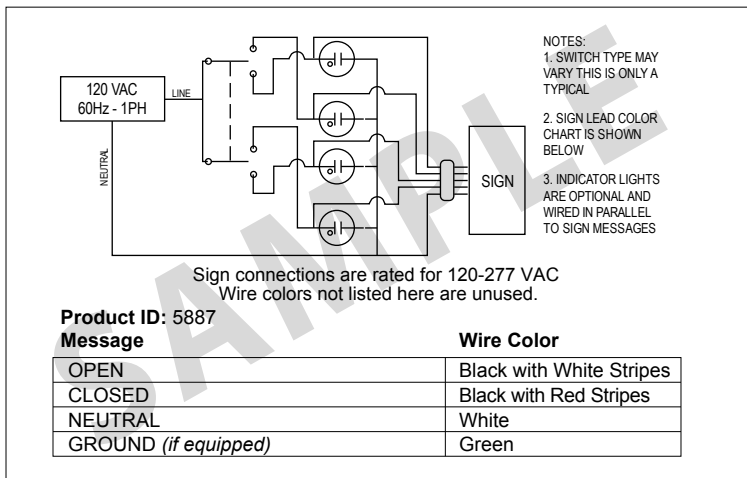 120 VAC
60Hz - 1PH
LINE
NEUTRAL
SIGN
NOTES:
1. SWITCH TYPE MAY
VARY THIS IS ONLY A
TYPICAL
2. SIGN LEAD COLOR
CHART IS SHOWN
BELOW
3. INDICATOR LIGHTS
ARE OPTIONAL AND
WIRED IN PARALLEL
TO SIGN MESSAGES
SAMPLE
Sign connections are rated for 120-277 VAC
Wire colors not listed here are unused.
Product ID: 5887
Message Wire Color
OPEN Black with White Stripes
CLOSED Black with Red Stripes
NEUTRAL White
GROUND (if equipped) Green